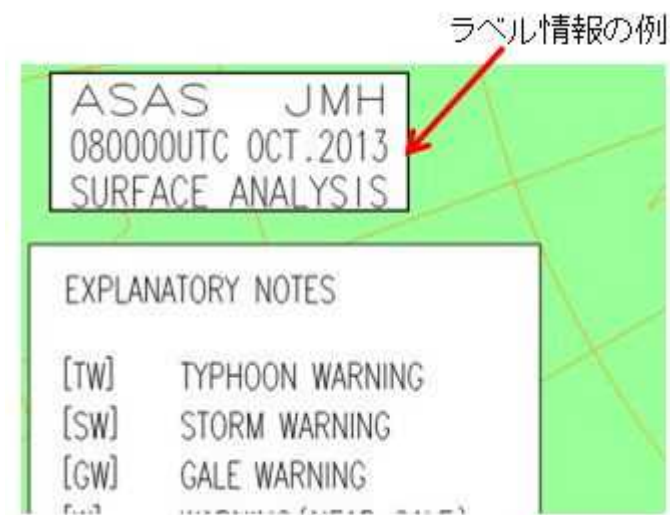 ラベル情報の例
ASAS JMH
080000UTC OCT.2013
SURFACE ANALYSIS
EXPLANATORY NOTES
[TW] TYPHOON WARNING
[SW] STORM WARNING
[GW] GALE WARNING